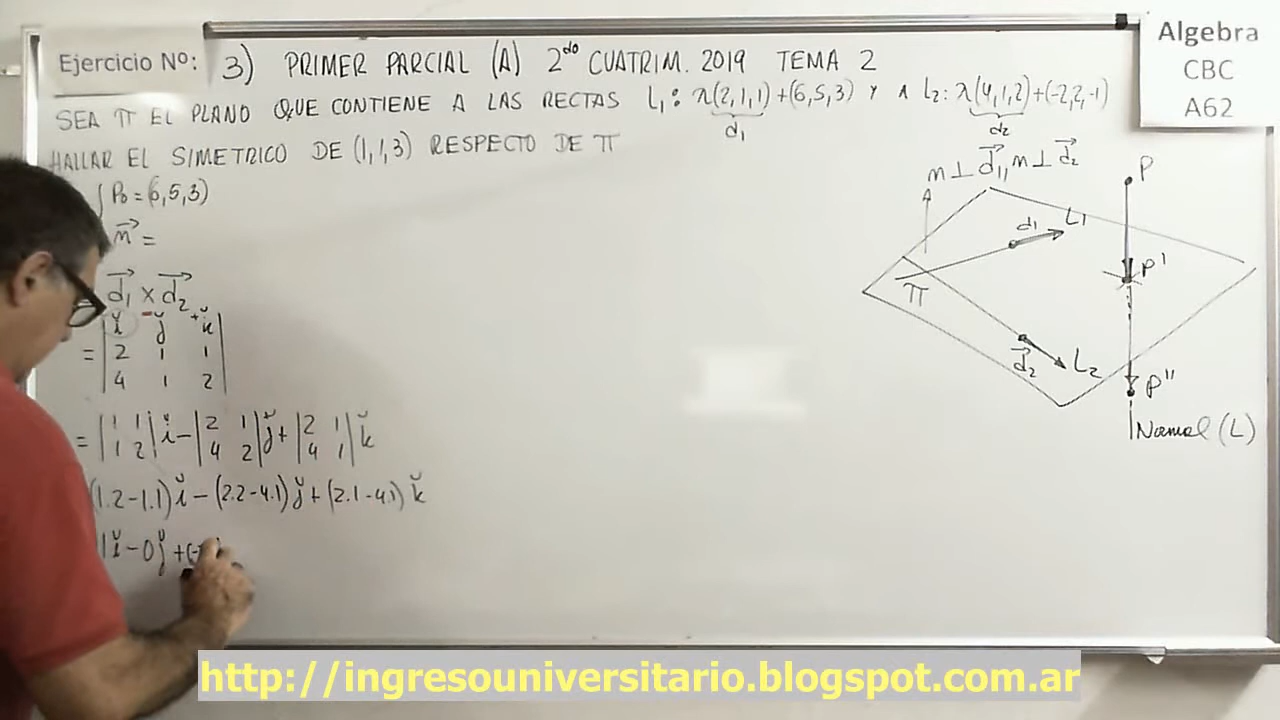 Ejercicio Nº: 3) PRIMER PARCIAL (A) 2do CUATRIM. 2019 TEMA 2
Algebra
CBC
A62
SEA π EL PLANO QUE CONTIENE A LAS RECTAS L1: λ(2,1,1)+(6,5,3) Y A L2: λ(4,1,2)+(-2,2,-1)
d1
d2
HALLAR EL SIMETRICO DE (1,1,3) RESPECTO DE π
P0 = (6,5,3)
n⃗ =
d1⃗ × d2⃗
= | ǐ ǰ + ǩ |
2 1 1
4 1 2
= |1 1| ǐ - |2 1| ǰ + |2 1| ǩ
|1 2| |4 2| |4 1|
(1.2-1.1) ǐ - (2.2-4.1) ǰ + (2.1-4.1) ǩ
1ǐ - 0ǰ + (-
n ⊥ d1⃗, n ⊥ d2⃗
P
d1
L1
P'
π
d2⃗
L2
P''
Normal (L)
http://ingresouniversitario.blogspot.com.ar